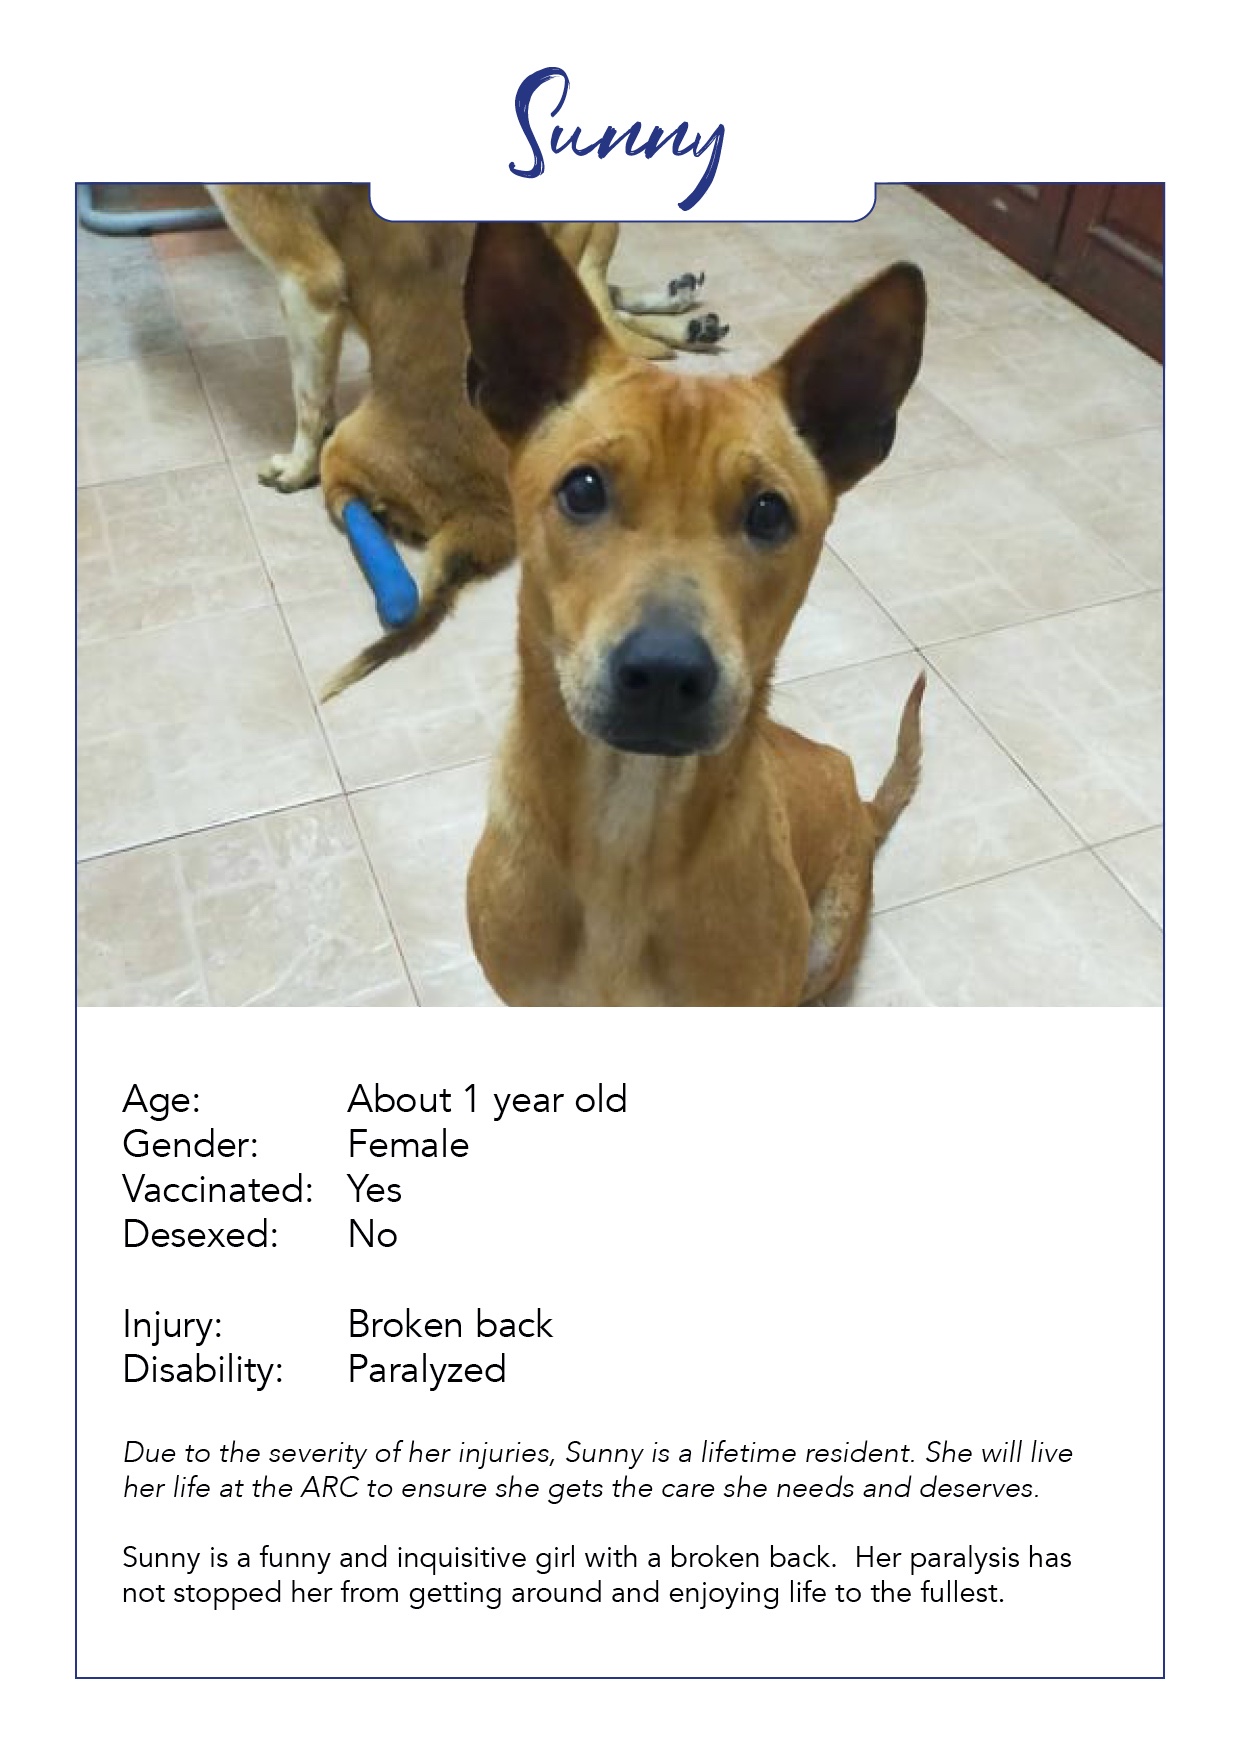 Sunny
Age: About 1 year old
Gender: Female
Vaccinated: Yes
Desexed: No
Injury: Broken back
Disability: Paralyzed
Due to the severity of her injuries, Sunny is a lifetime resident. She will live
her life at the ARC to ensure she gets the care she needs and deserves.
Sunny is a funny and inquisitive girl with a broken back.  Her paralysis has
not stopped her from getting around and enjoying life to the fullest.